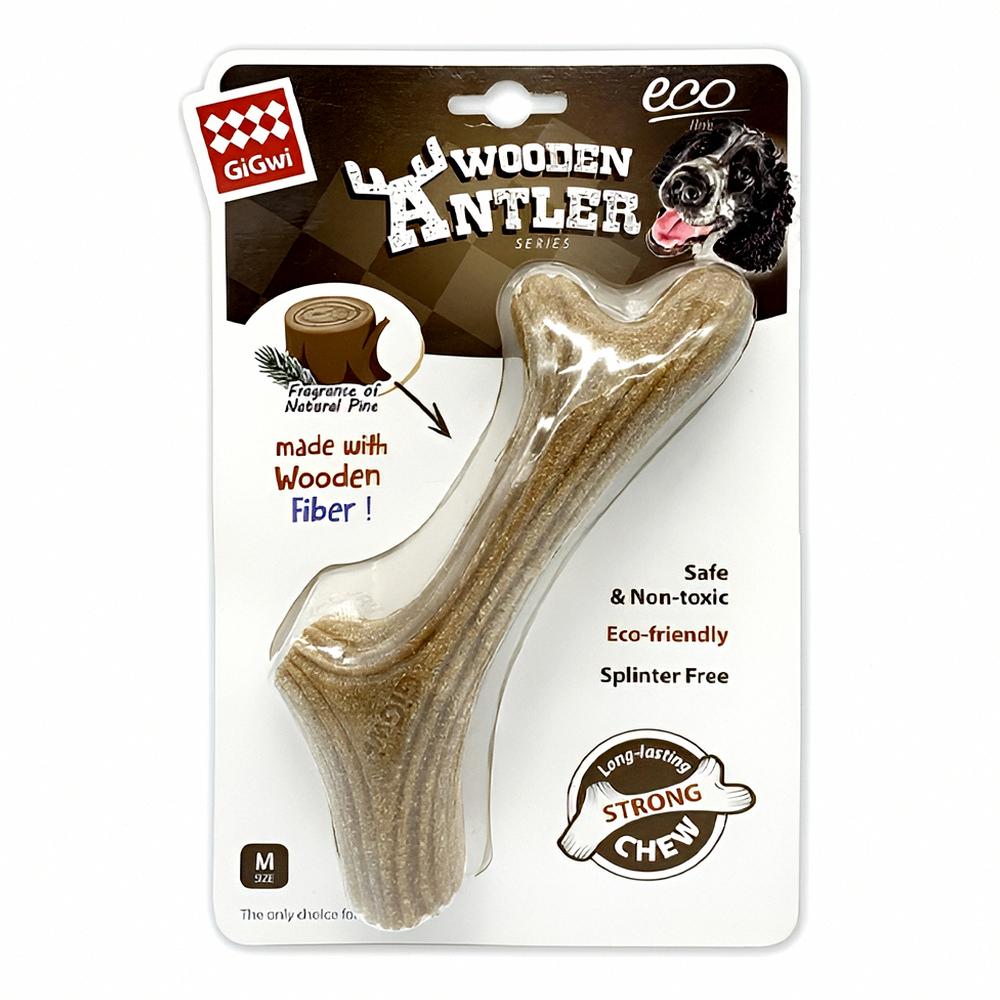 GiGwi
eco
WOODEN
ANTLER
SERIES
Fragrance of
Natural Pine
made with
Wooden
Fiber !
Safe
& Non-toxic
Eco-friendly
Splinter Free
GiGwi
Long-lasting
STRONG
CHEW
M
SIZE
The only choice